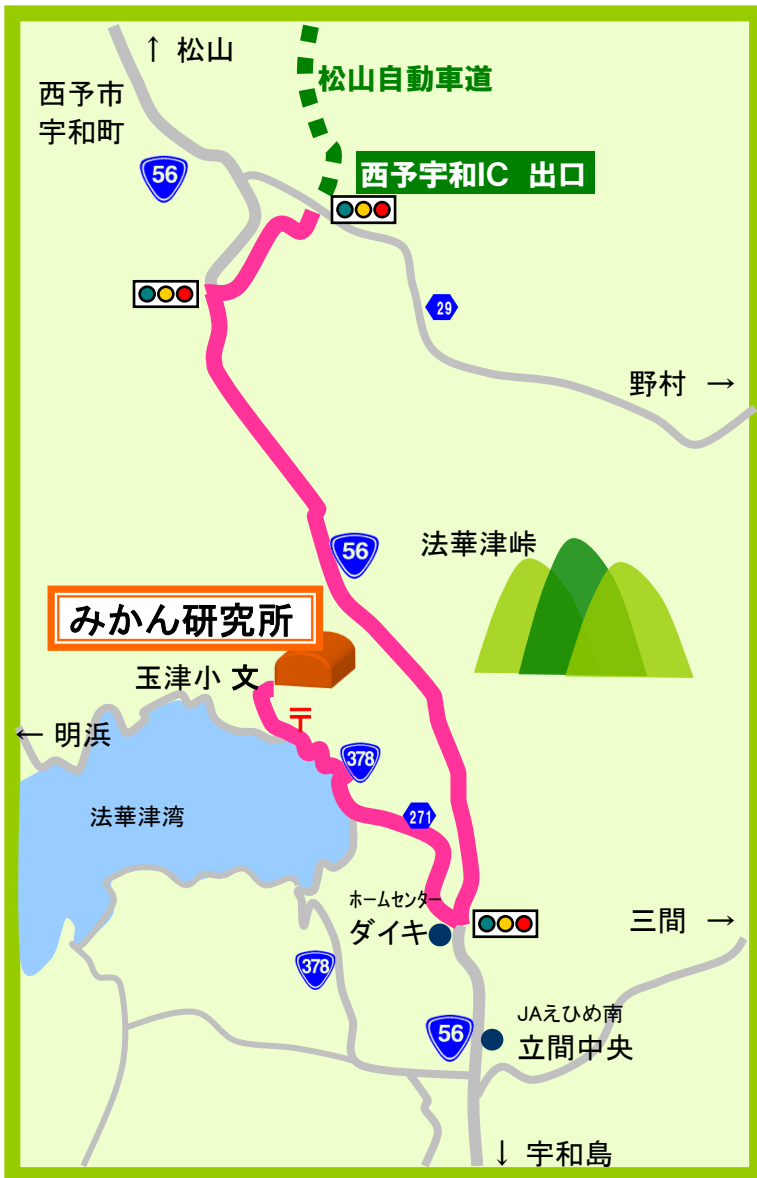 ↑ 松山
松山自動車道
西予市
宇和町
56
西予宇和IC 出口
29
野村 →
56
法華津峠
みかん研究所
玉津小 文
〒
← 明浜
378
法華津湾
271
ホームセンター
ダイキ
三間 →
378
JAえひめ南
56
立間中央
↓ 宇和島